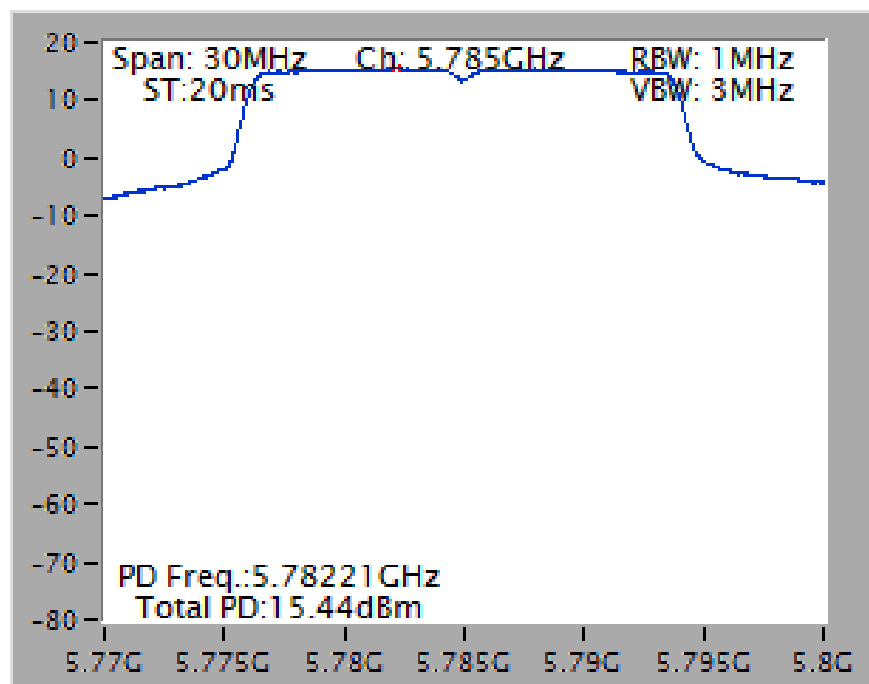 20
Span: 30MHz Ch: 5.785GHz RBW: 1MHz
ST:20ms VBW: 3MHz
10
0
-10
-20
-30
-40
-50
-60
-70
PD Freq.:5.78221GHz
Total PD:15.44dBm
-80
5.77G 5.775G 5.78G 5.785G 5.79G 5.795G 5.8G